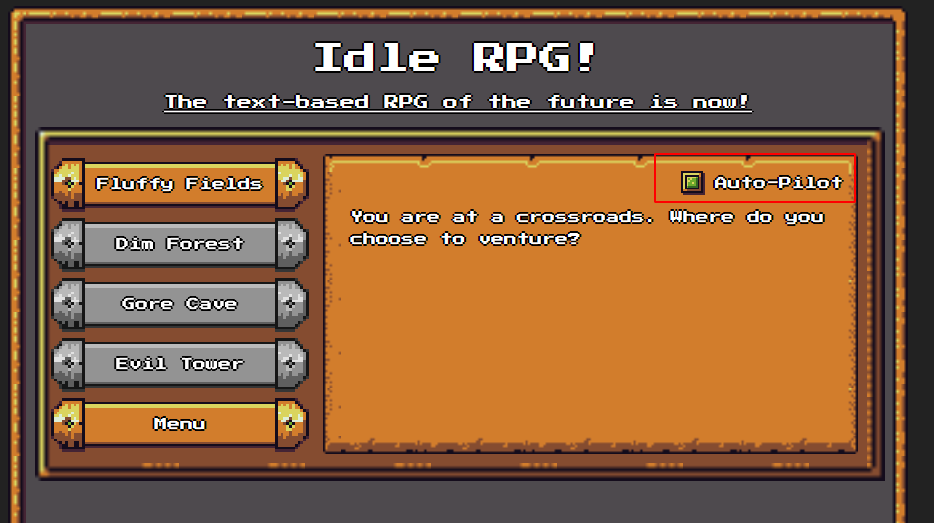 Idle RPG!
The text-based RPG of the future is now!
Fluffy Fields
Dim Forest
Gore Cave
Evil Tower
Menu
Auto-Pilot
You are at a crossroads. Where do you
choose to venture?